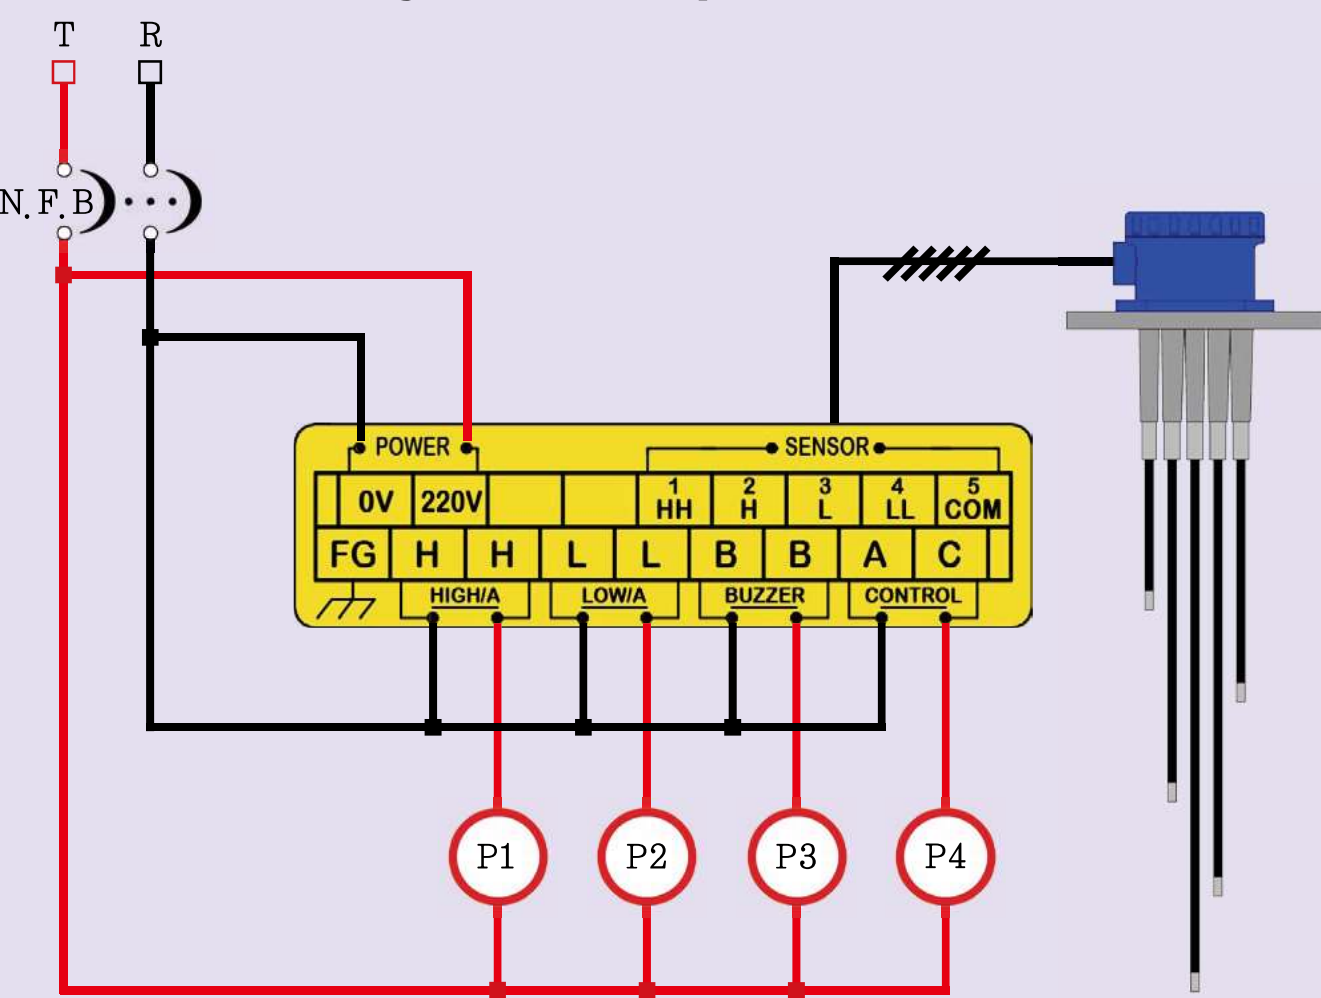 T R
N.F.B
POWER SENSOR
0V 220V 1 HH 2 H 3 L 4 LL 5 COM
FG H H L L B B A C
HIGH/A LOW/A BUZZER CONTROL
P1 P2 P3 P4